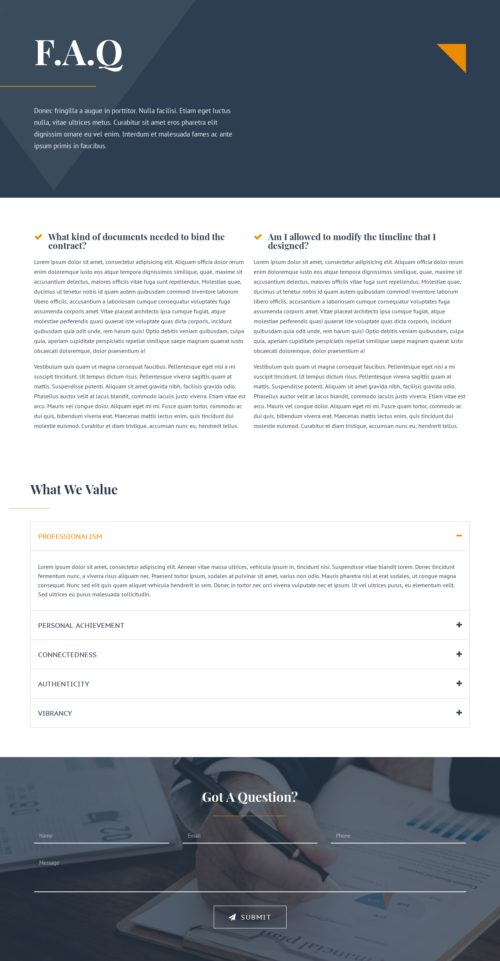 F.A.Q
Donec fringilla a augue in porttitor. Nulla facilisi. Etiam eget luctus
nulla, vitae ultrices metus. Curabitur sit amet eros pharetra elit
dignissim ornare eu vel enim. Interdum et malesuada fames ac ante
ipsum primis in faucibus.
What kind of documents needed to bind the
contract?
Lorem ipsum dolor sit amet, consectetur adipisicing elit. Aliquam officia dolor rerum
enim doloremque iusto eos atque tempora dignissimos similique, quae, maxime sit
accusantium deleniti, maiores officiis vitae fuga sunt repellendus. Molestiae quae,
ducimus ut tenetur nobis id quam autem quibusdam commodi inventore laborum
libero officiis, accusantium a laboriosam cumque consequatur voluptates fuga
assumenda corporis amet. Vitae placeat architecto ipsa cumque fugiat, atque
molestiae perferendis quasi quaerat iste voluptate quas dicta corporis, incidunt
quibusdam quia odit unde, rem harum quis! Optio debitis veniam quibusdam, culpa
quia, aperiam cupiditate perspiciatis repellat similique saepe magnam incidunt
obcaecati doloremque, dolor praesentium a!
Vestibulum quis quam ut magna consequat faucibus. Pellentesque eget nisi a mi
suscipit tincidunt. Ut tempus dictum risus. Pellentesque viverra sagittis quam at
mattis. Suspendisse potenti. Aliquam sit amet gravida nibh, facilisis gravida odio.
Phasellus auctor velit at lacus blandit, commodo iaculis justo viverra. Etiam vitae est
arcu. Mauris vel congue dolor. Aliquam eget mi mi. Fusce quam tortor, commodo ac
dui quis, bibendum viverra erat. Maecenas mattis lectus enim, quis tincidunt dui
molestie euismod. Curabitur et diam tristique, accumsan nunc eu, hendrerit tellus.
Am I allowed to modify the timeline that I
designed?
Lorem ipsum dolor sit amet, consectetur adipisicing elit. Aliquam officia dolor rerum
enim doloremque iusto eos atque tempora dignissimos similique, quae, maxime sit
accusantium deleniti, maiores officiis vitae fuga sunt repellendus. Molestiae quae,
ducimus ut tenetur nobis id quam autem quibusdam commodi inventore laborum
libero officiis, accusantium a laboriosam cumque consequatur voluptates fuga
assumenda corporis amet. Vitae placeat architecto ipsa cumque fugiat, atque
molestiae perferendis quasi quaerat iste voluptate quas dicta corporis, incidunt
quibusdam quia odit unde, rem harum quis! Optio debitis veniam quibusdam, culpa
quia, aperiam cupiditate perspiciatis repellat similique saepe magnam incidunt
obcaecati doloremque, dolor praesentium a!
Vestibulum quis quam ut magna consequat faucibus. Pellentesque eget nisi a mi
suscipit tincidunt. Ut tempus dictum risus. Pellentesque viverra sagittis quam at
mattis. Suspendisse potenti. Aliquam sit amet gravida nibh, facilisis gravida odio.
Phasellus auctor velit at lacus blandit, commodo iaculis justo viverra. Etiam vitae est
arcu. Mauris vel congue dolor. Aliquam eget mi mi. Fusce quam tortor, commodo ac
dui quis, bibendum viverra erat. Maecenas mattis lectus enim, quis tincidunt dui
molestie euismod. Curabitur et diam tristique, accumsan nunc eu, hendrerit tellus.
What We Value
PROFESSIONALISM
Lorem ipsum dolor sit amet, consectetur adipiscing elit. Aenean vitae massa ultrices, vehicula ipsum in, tincidunt nisi. Suspendisse vitae blandit lorem. Donec tincidunt
fermentum nunc, a viverra risus aliquam nec. Praesent tortor ipsum, sodales at pulvinar sit amet, varius non odio. Mauris pharetra nisl at erat sodales, ut congue magna
consequat. Nunc sed elit quis quam aliquet vehicula hendrerit in sem. Donec in tortor nec orci viverra vulputate nec et ipsum. Ut vel ultrices purus, eu elementum velit.
Sed ultrices eu purus malesuada sollicitudin.
PERSONAL ACHIEVEMENT
CONNECTEDNESS
AUTHENTICITY
VIBRANCY
Got A Question?
Name
Email
Phone
Message
SUBMIT